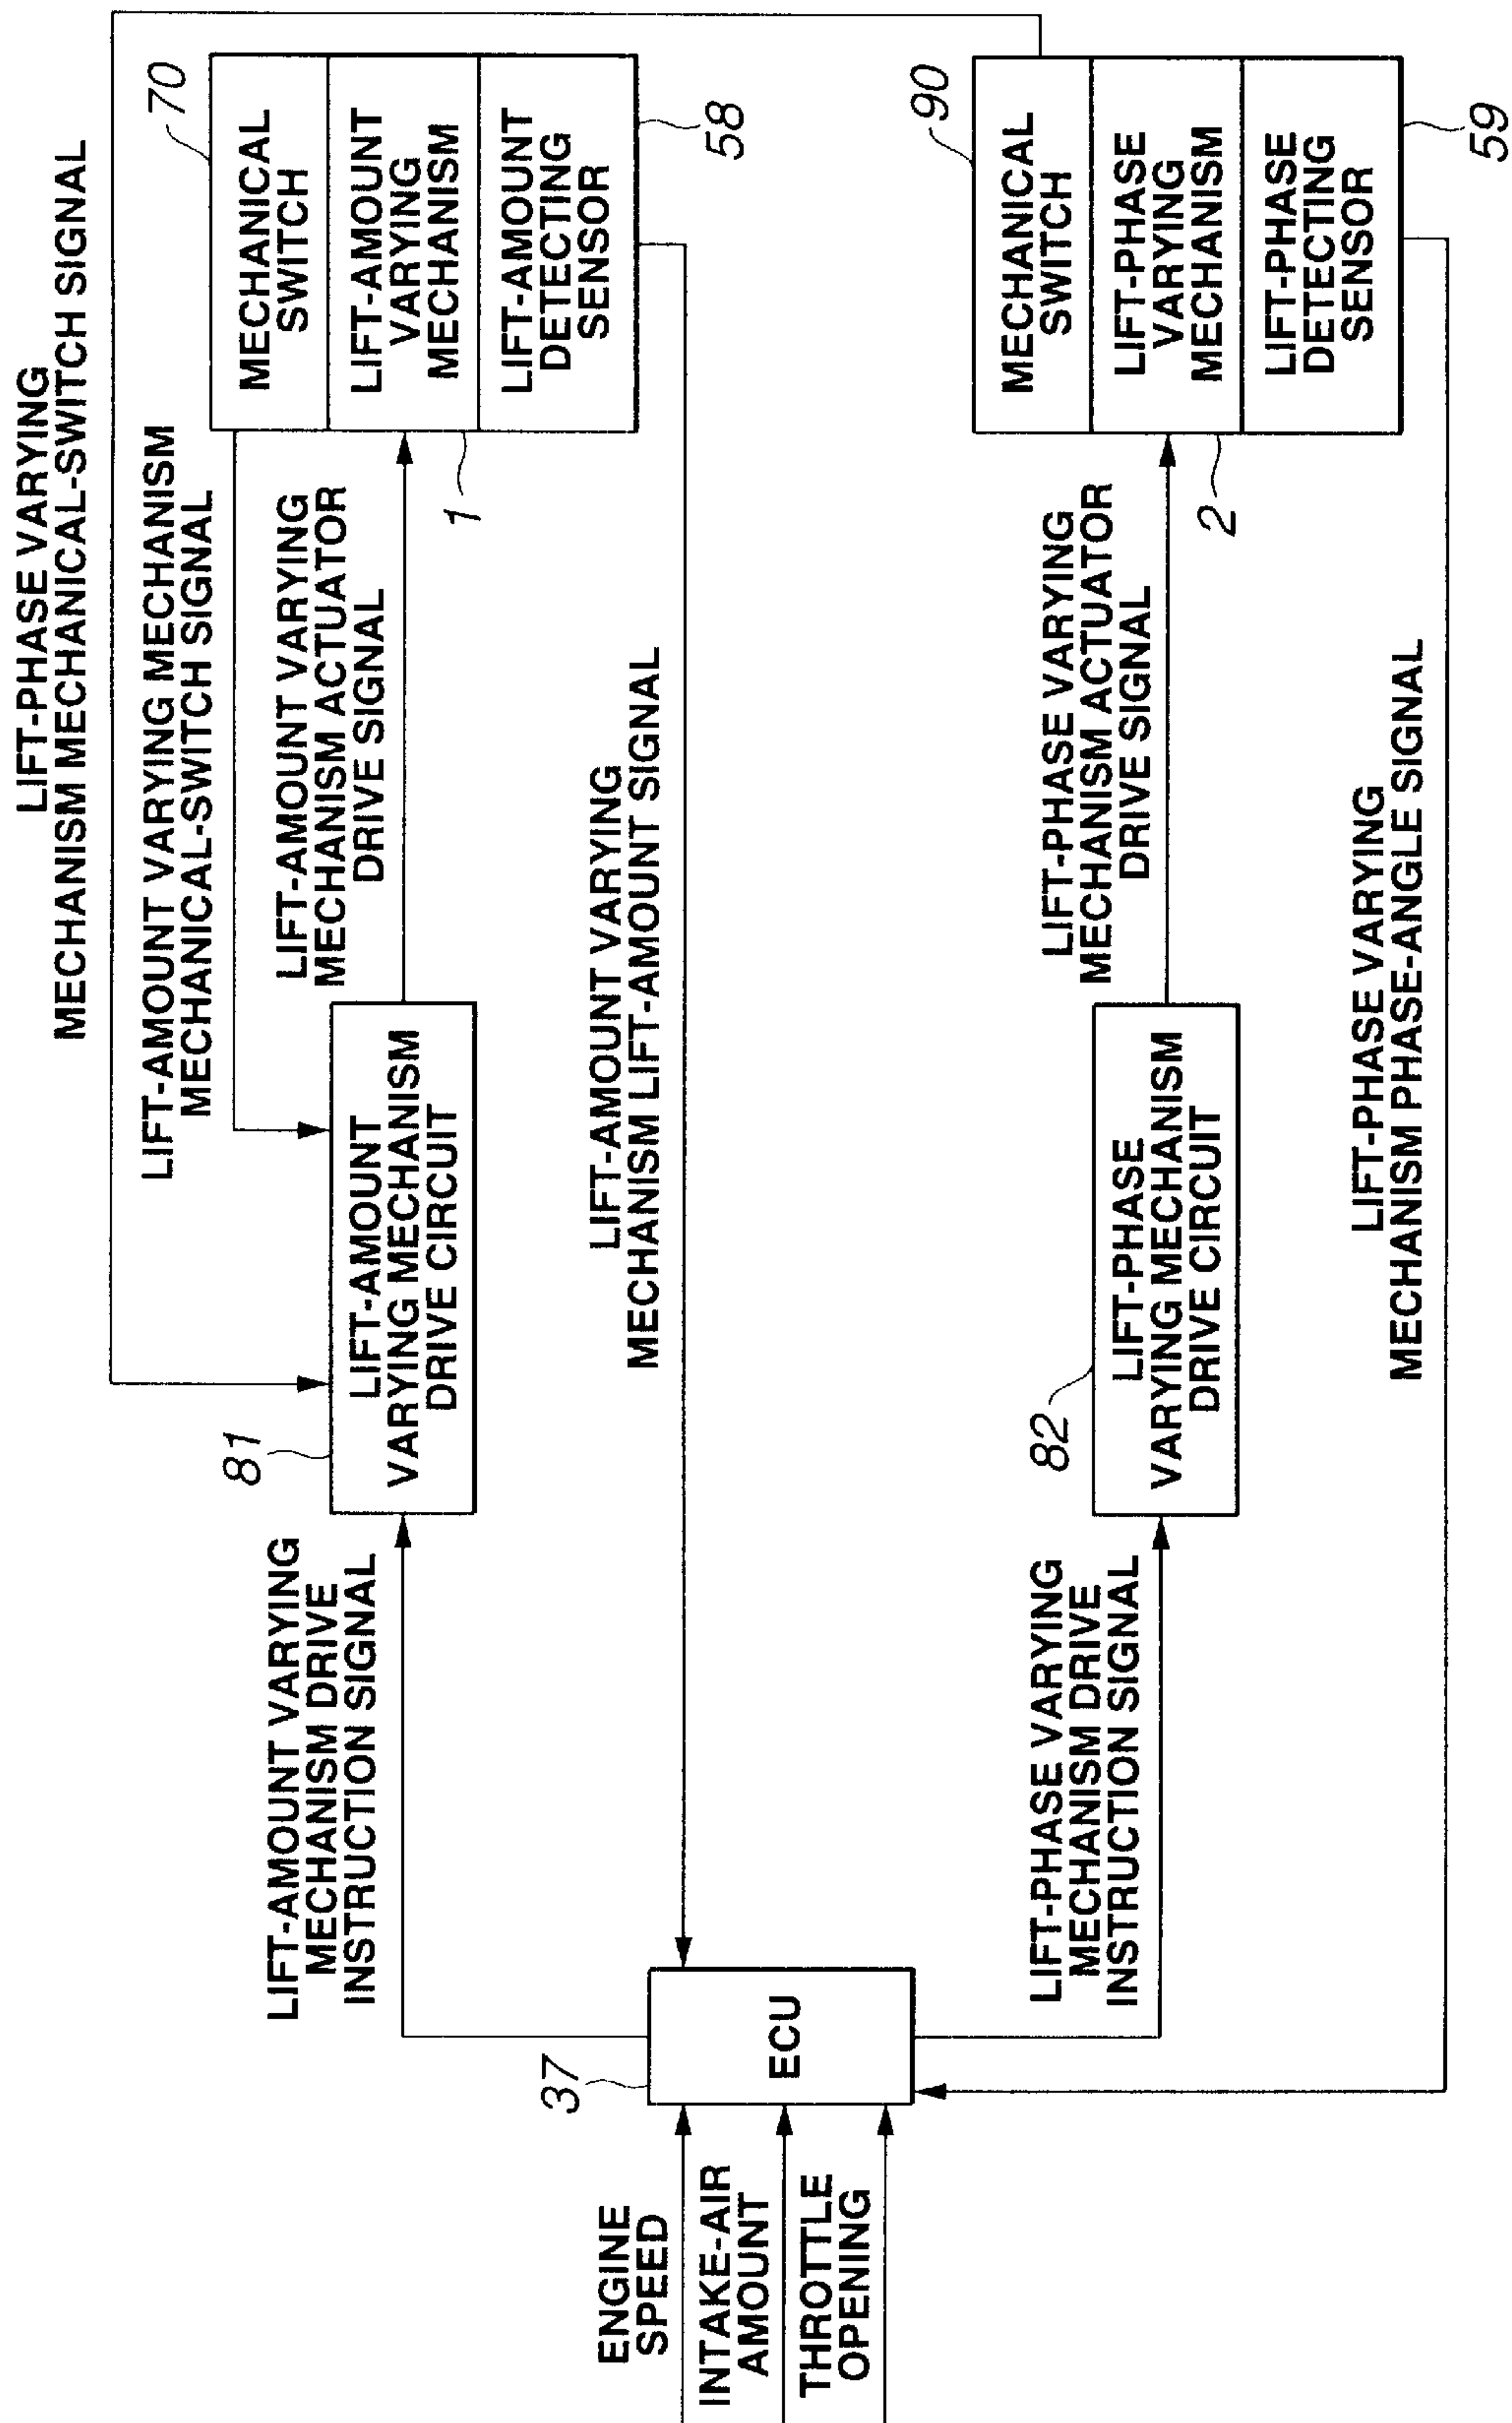 LIFT-PHASE VARYING
MECHANISM MECHANICAL-SWITCH SIGNAL
LIFT-AMOUNT VARYING MECHANISM
MECHANICAL-SWITCH SIGNAL
70
MECHANICAL
SWITCH
LIFT-AMOUNT
VARYING
MECHANISM
LIFT-AMOUNT
DETECTING
SENSOR
58
1
LIFT-AMOUNT VARYING
MECHANISM ACTUATOR
DRIVE SIGNAL
81
LIFT-AMOUNT
VARYING MECHANISM
DRIVE CIRCUIT
LIFT-AMOUNT VARYING
MECHANISM DRIVE
INSTRUCTION SIGNAL
LIFT-AMOUNT VARYING
MECHANISM LIFT-AMOUNT SIGNAL
37
ECU
ENGINE
SPEED
INTAKE-AIR
AMOUNT
THROTTLE
OPENING
LIFT-PHASE VARYING
MECHANISM DRIVE
INSTRUCTION SIGNAL
82
LIFT-PHASE
VARYING MECHANISM
DRIVE CIRCUIT
LIFT-PHASE VARYING
MECHANISM ACTUATOR
DRIVE SIGNAL
90
MECHANICAL
SWITCH
LIFT-PHASE
VARYING
MECHANISM
LIFT-PHASE
DETECTING
SENSOR
2
59
LIFT-PHASE VARYING
MECHANISM PHASE-ANGLE SIGNAL